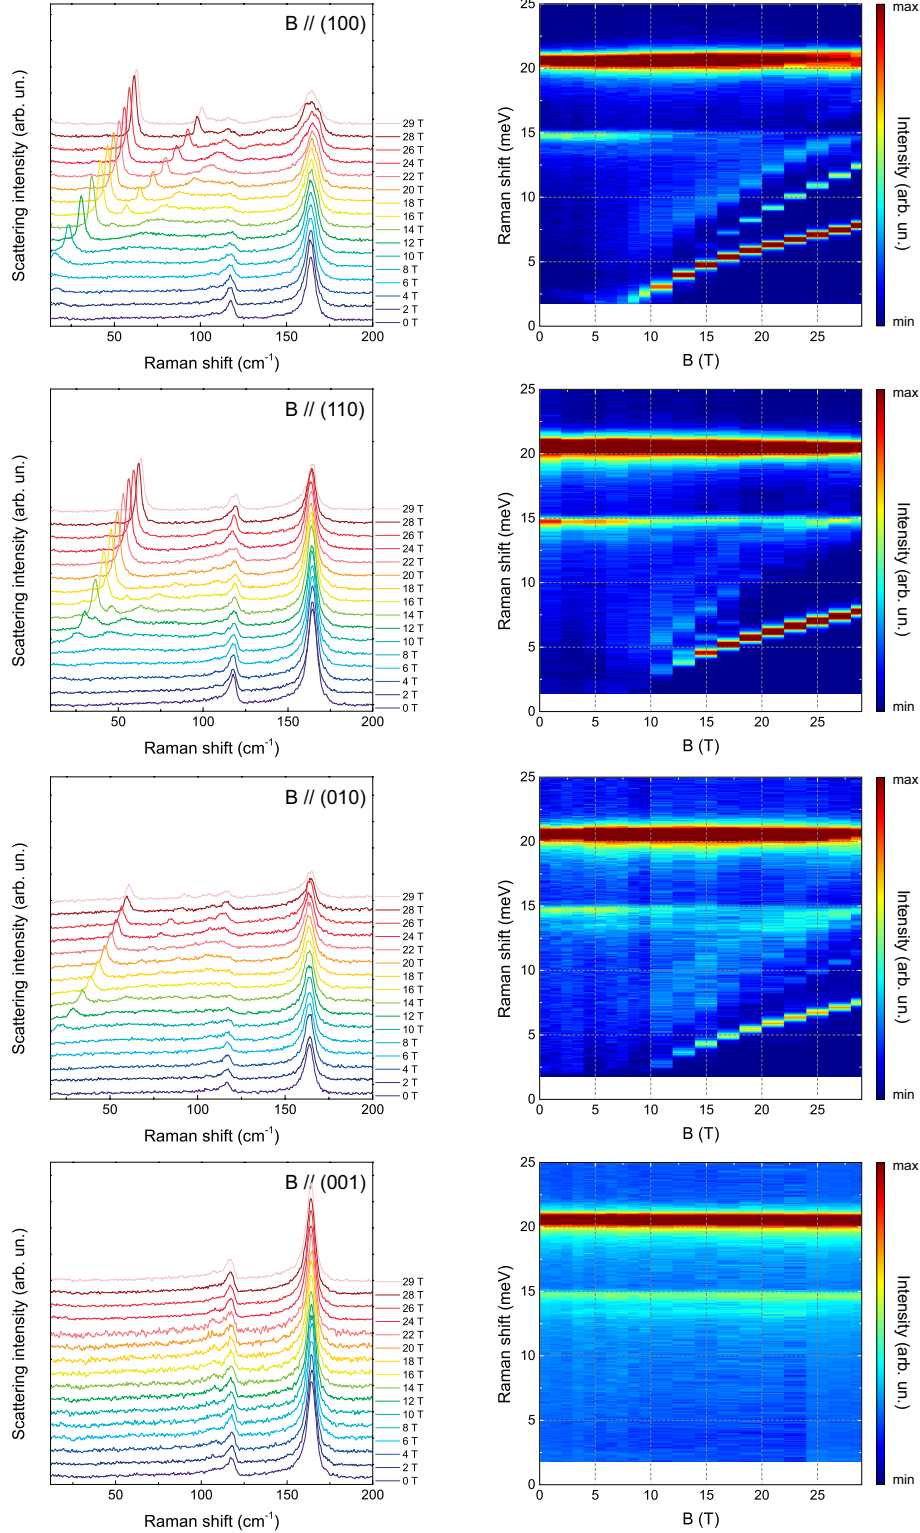 B // (100)
Scattering intensity (arb. un.)
29 T
28 T
26 T
24 T
22 T
20 T
18 T
16 T
14 T
12 T
10 T
8 T
6 T
4 T
2 T
0 T
50 100 150 200
Raman shift (cm-1)
Raman shift (meV)
25
20
15
10
5
0
0 5 10 15 20 25
B (T)
max
Intensity (arb. un.)
min
B // (110)
Scattering intensity (arb. un.)
29 T
28 T
26 T
24 T
22 T
20 T
18 T
16 T
14 T
12 T
10 T
8 T
6 T
4 T
2 T
0 T
50 100 150 200
Raman shift (cm-1)
Raman shift (meV)
25
20
15
10
5
0
0 5 10 15 20 25
B (T)
max
Intensity (arb. un.)
min
B // (010)
Scattering intensity (arb. un.)
29 T
28 T
26 T
24 T
22 T
20 T
18 T
16 T
14 T
12 T
10 T
8 T
6 T
4 T
2 T
0 T
50 100 150 200
Raman shift (cm-1)
Raman shift (meV)
25
20
15
10
5
0
0 5 10 15 20 25
B (T)
max
Intensity (arb. un.)
min
B // (001)
Scattering intensity (arb. un.)
29 T
28 T
26 T
24 T
22 T
20 T
18 T
16 T
14 T
12 T
10 T
8 T
6 T
4 T
2 T
0 T
50 100 150 200
Raman shift (cm-1)
Raman shift (meV)
25
20
15
10
5
0
0 5 10 15 20 25
B (T)
max
Intensity (arb. un.)
min